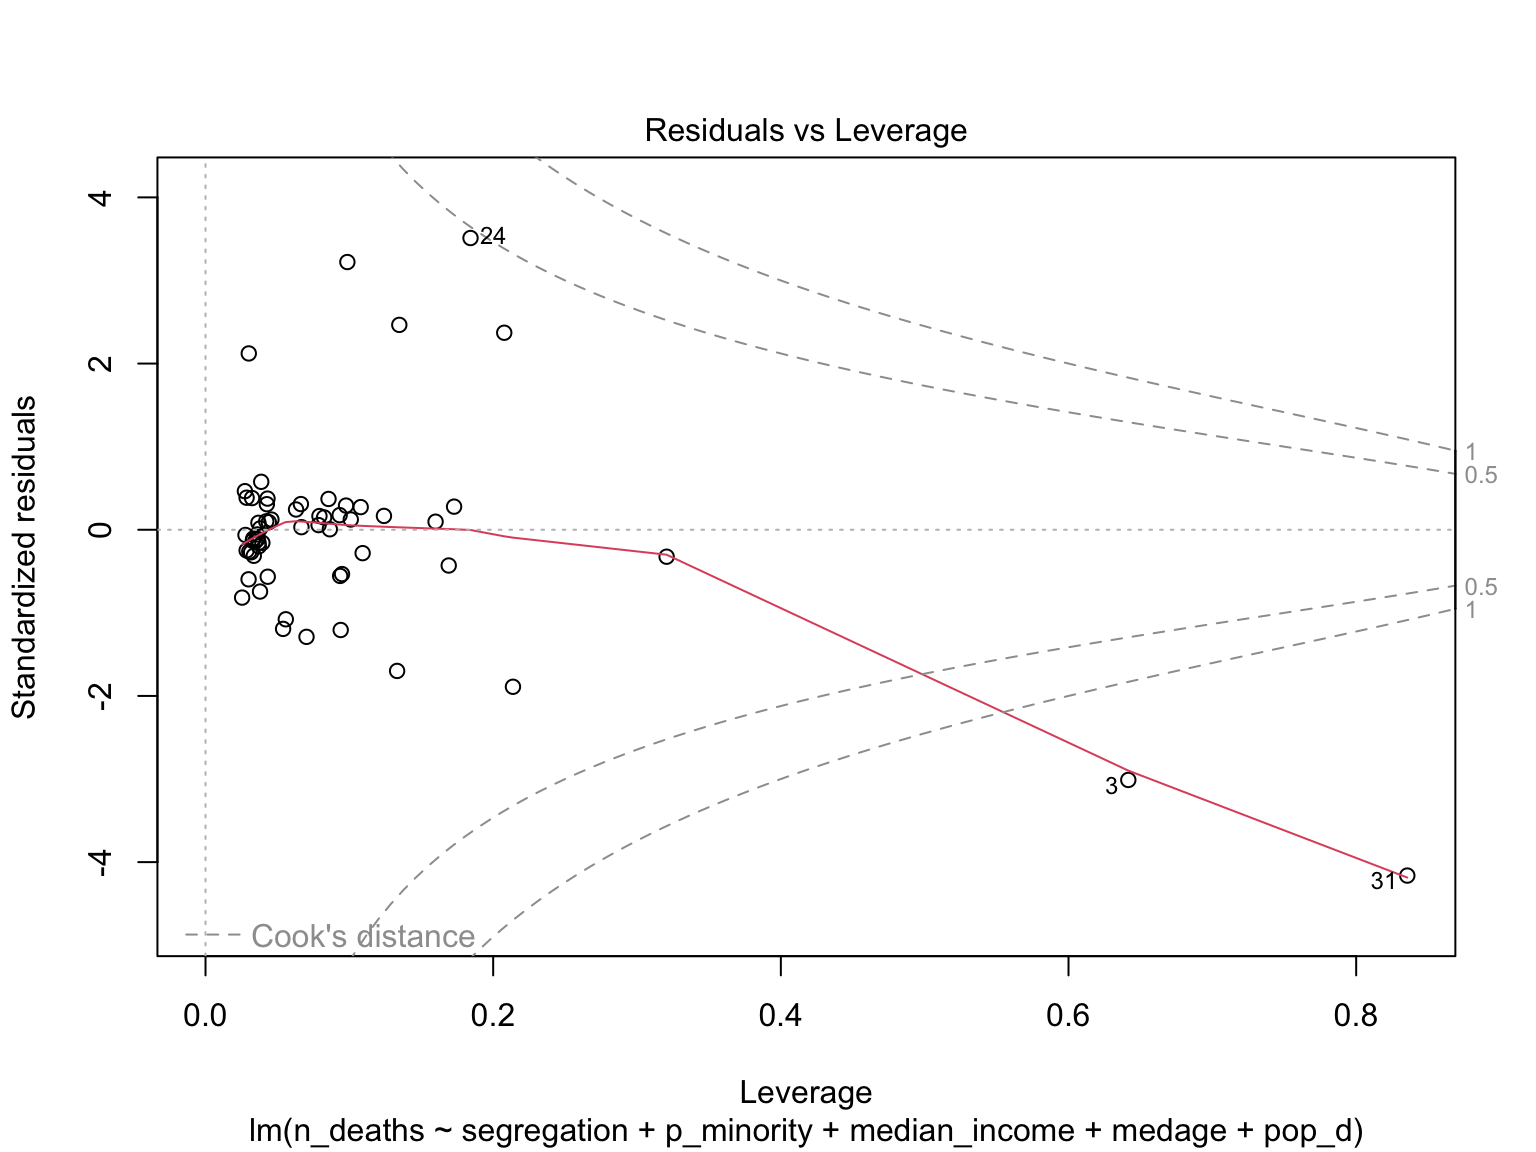 Residuals vs Leverage
Standardized residuals
4
2
0
-2
-4
24
3
31
1
0.5
0.5
1
Cook's distance
0.0 0.2 0.4 0.6 0.8
Leverage
lm(n_deaths ~ segregation + p_minority + median_income + medage + pop_d)